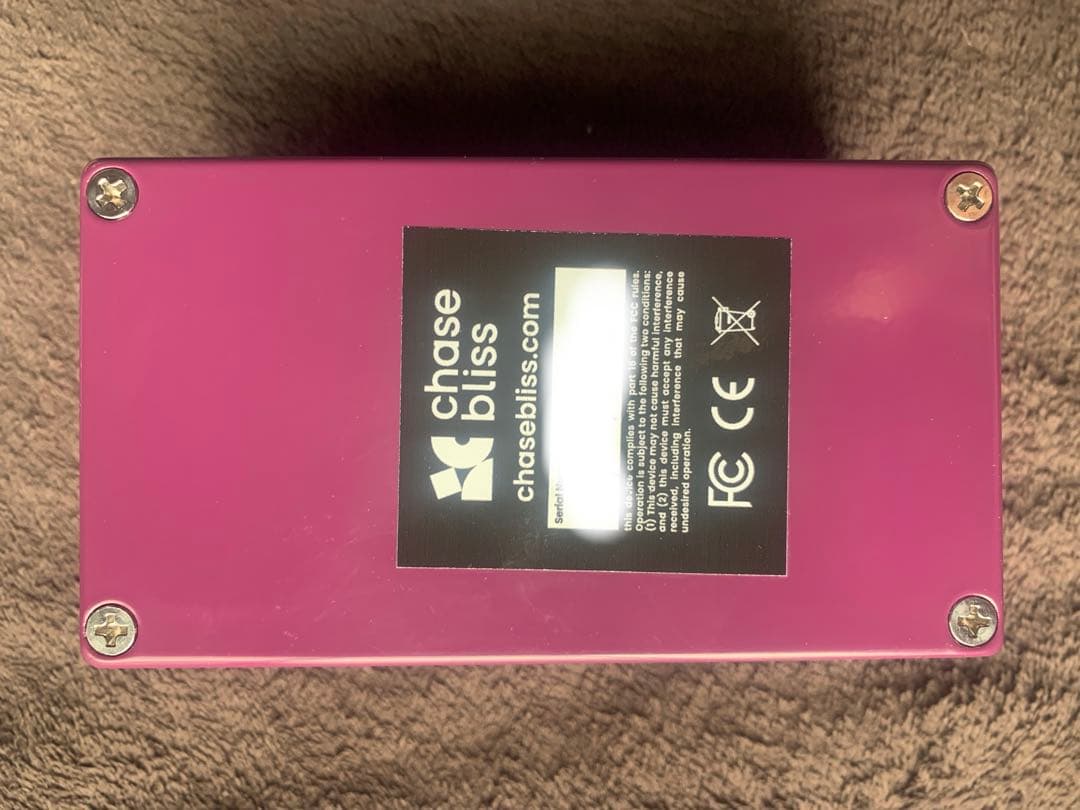 chase
bliss
chasebliss.com
Serial
this device complies with part 15 of the FCC rules.
Operation is subject to the following two conditions:
(1) This device may not cause harmful interference,
and (2) this device must accept any interference
received, including interference that may cause
undesired operation.
FC CE